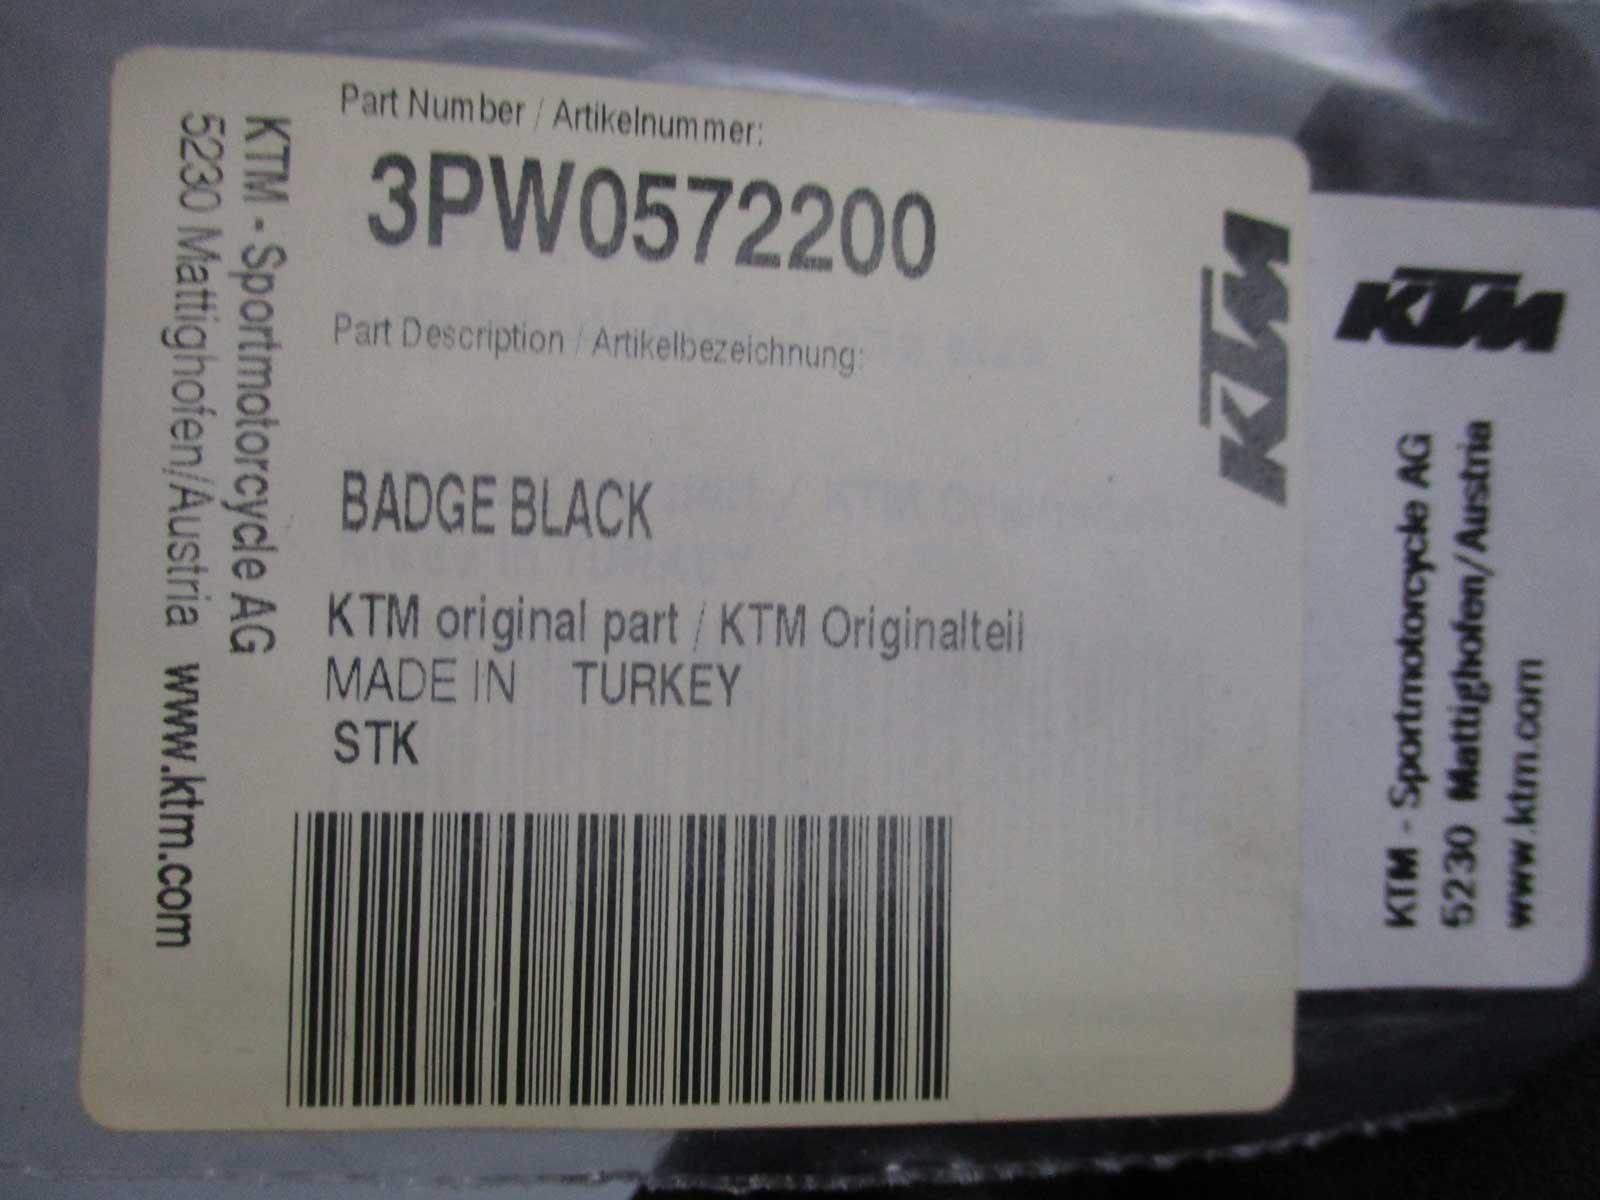 Part Number / Artikelnummer:
3PW0572200
Part Description / Artikelbezeichnung:
BADGE BLACK
KTM original part / KTM Originalteil
MADE IN TURKEY
STK
KTM - Sportmotorcycle AG
5230 Mattighofen/Austria www.ktm.com
KTM
KTM
KTM - Sportmotorcycle AG
5230 Mattighofen/Austria
www.ktm.com